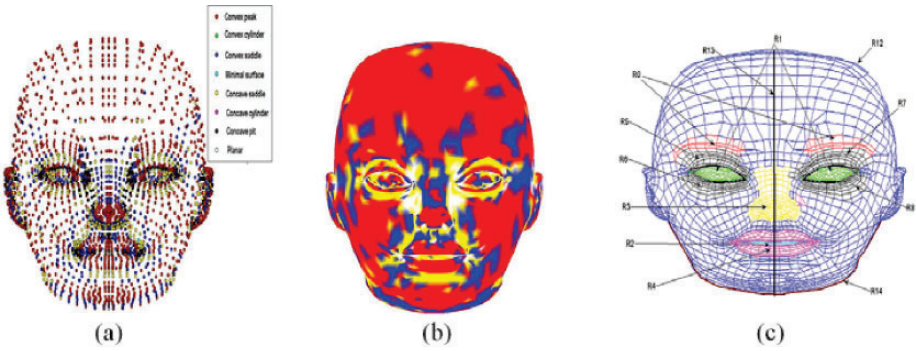 Convex peak
Convex cylinder
Convex saddle
Minimal surface
Concave saddle
Concave cylinder
Concave pit
Planar
R1
R13
R12
R0
R7
R5
R6
R3
R8
R2
R4
R14
(a)
(b)
(c)